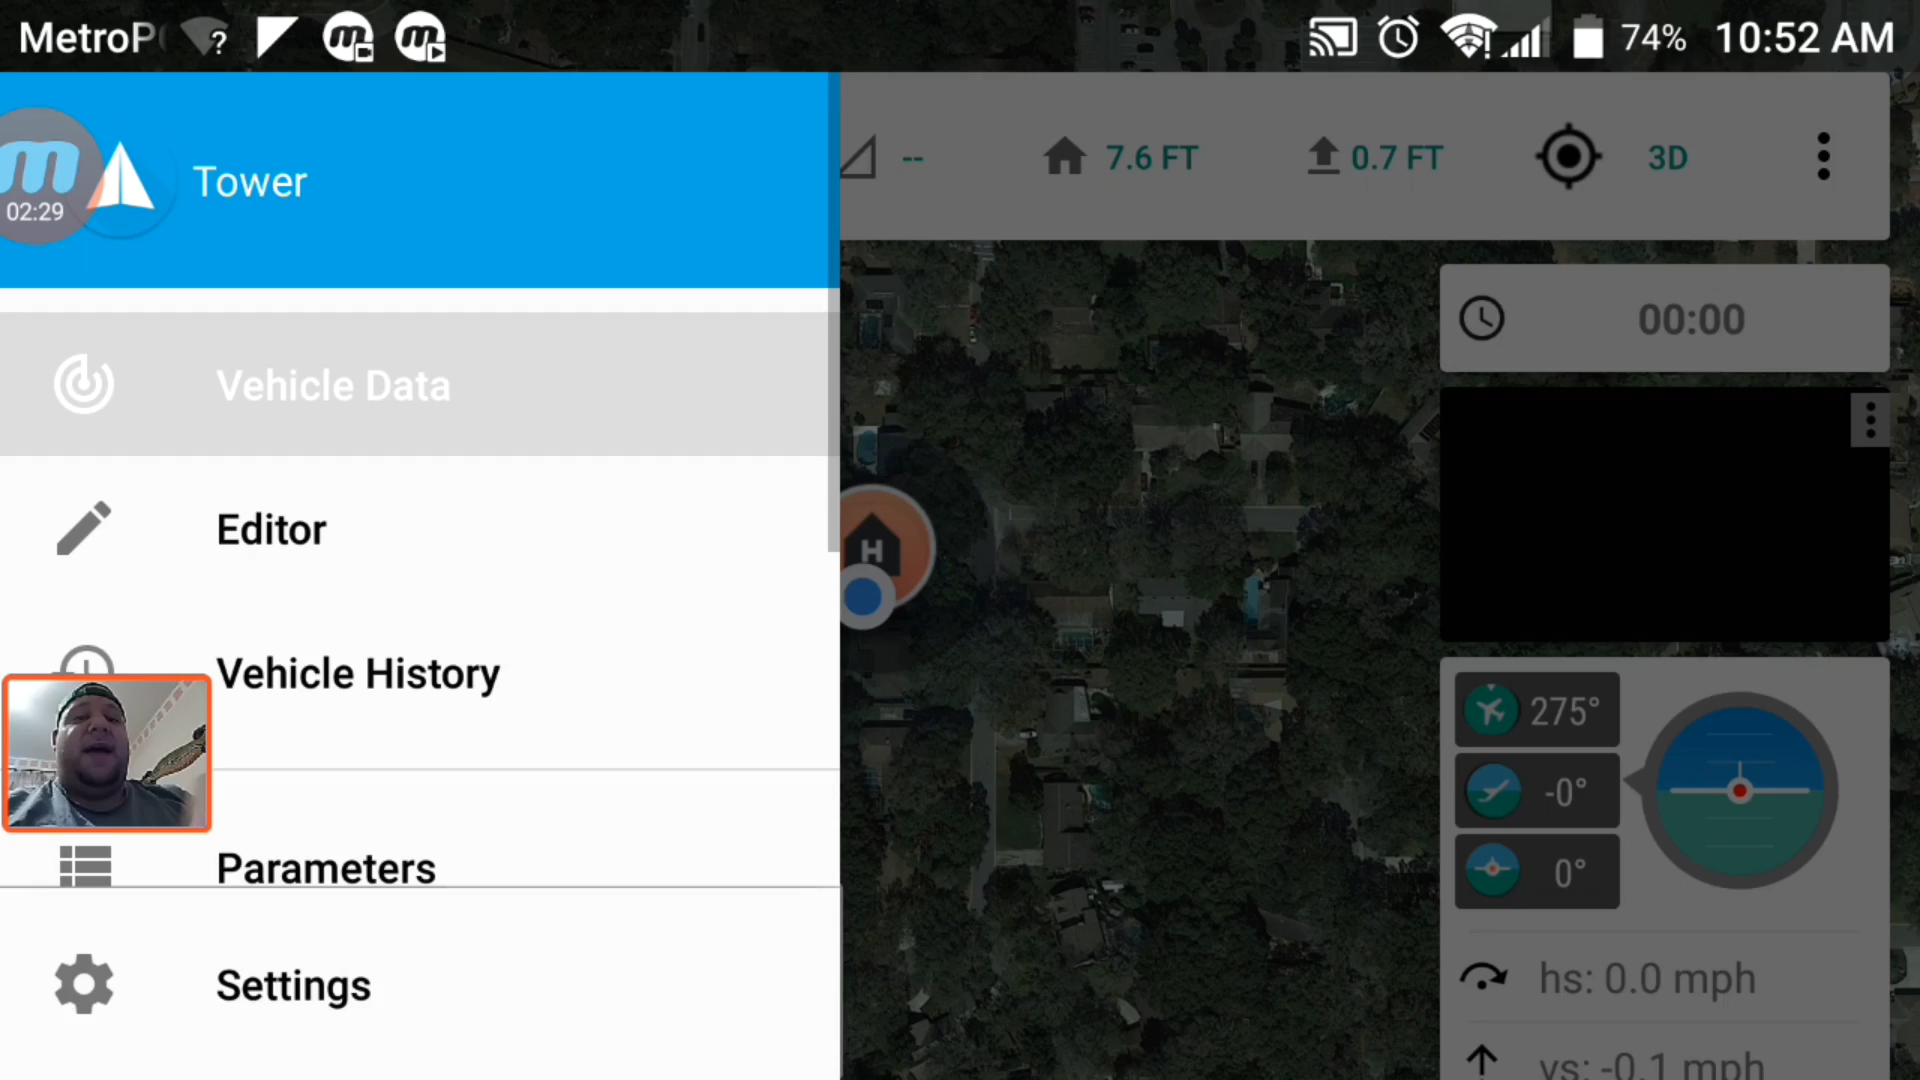 MetroP
?
m
m
74%
10:52 AM
m
02:29
Tower
--
7.6 FT
0.7 FT
3D
00:00
Vehicle Data
Editor
H
Vehicle History
275°
-0°
0°
Parameters
Settings
hs: 0.0 mph
vs: -0.1 mph